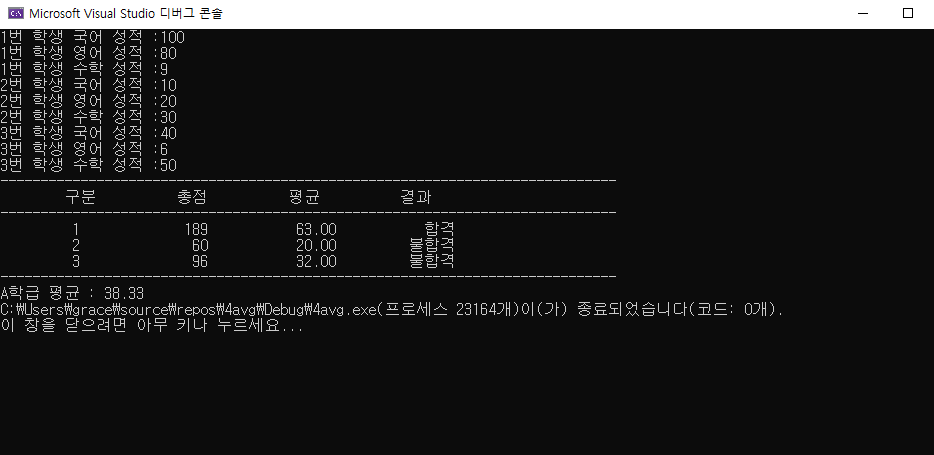 Microsoft Visual Studio 디버그 콘솔
1번 학생 국어 성적 :100
1번 학생 영어 성적 :80
1번 학생 수학 성적 :9
2번 학생 국어 성적 :10
2번 학생 영어 성적 :20
2번 학생 수학 성적 :30
3번 학생 국어 성적 :40
3번 학생 영어 성적 :6
3번 학생 수학 성적 :50
-----------------------------------------------------------------------------
구분 총점 평균 결과
-----------------------------------------------------------------------------
1 189 63.00 합격
2 60 20.00 불합격
3 96 32.00 불합격
-----------------------------------------------------------------------------
A학급 평균 : 38.33
C:₩Users₩grace₩source₩repos₩4avg₩Debug₩4avg.exe(프로세스 23164개)이(가) 종료되었습니다(코드: 0개).
이 창을 닫으려면 아무 키나 누르세요...